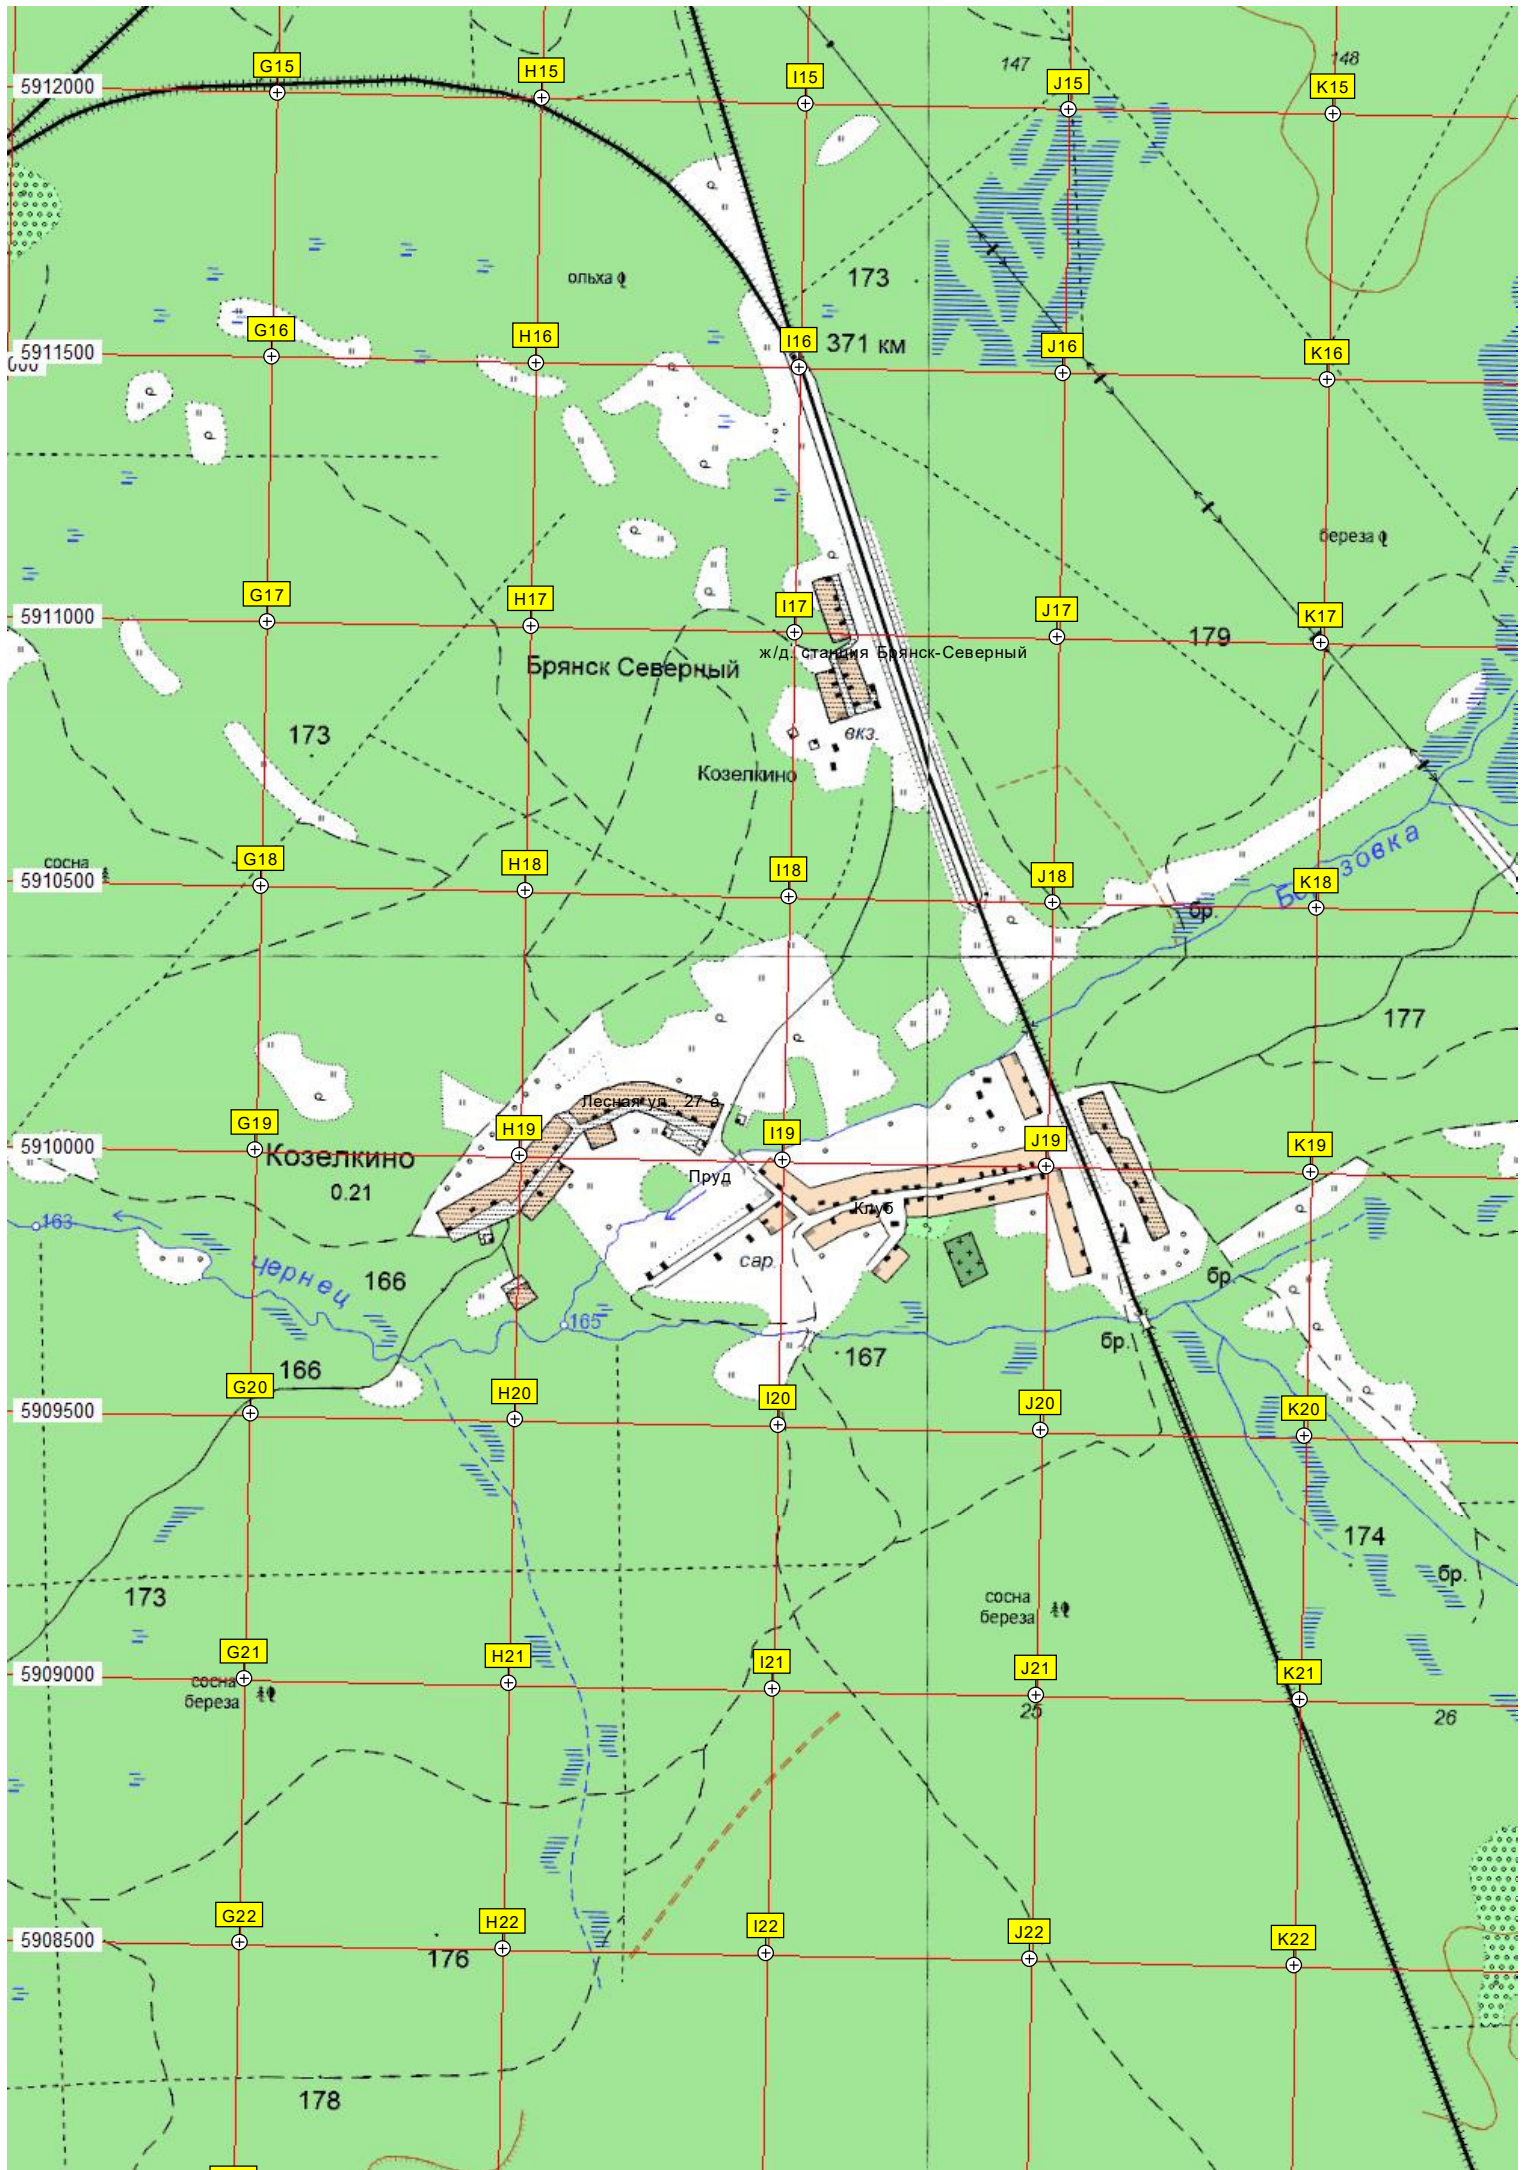 147
148
G15
H15
I15
J15
K15
5912000
173
ольха
G16
H16
I16
J16
K16
371 км
5911500
береза
G17
H17
I17
J17
K17
5911000
179
ж/д. станция Брянск-Северный
Брянск Северный
173
вкз.
Козелкино
сосна
G18
H18
I18
J18
K18
5910500
бр.
177
Лесная ул., 27-а
G19
H19
I19
J19
K19
5910000
Козелкино
0.21
Пруд
Клуб
163
сар.
чернец
166
бр.
165
167
бр.
166
G20
H20
I20
J20
K20
5909500
174
бр.
173
сосна
береза
G21
H21
I21
J21
K21
5909000
сосна
береза
25
26
G22
H22
I22
J22
K22
5908500
176
178